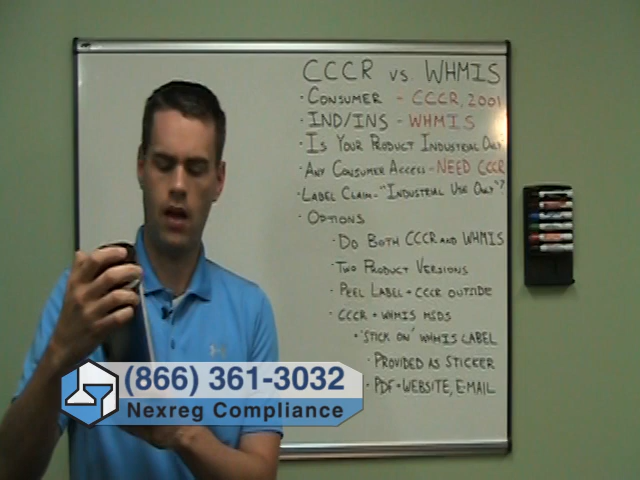 CCCR vs WHMIS
· CONSUMER - CCCR, 2001
· IND/INS - WHMIS
· IS YOUR PRODUCT INDUSTRIAL ONLY
· ANY CONSUMER ACCESS - NEED CCCR
· LABEL CLAIM - "INDUSTRIAL USE ONLY"?
· OPTIONS
· DO BOTH CCCR AND WHMIS
· TWO PRODUCT VERSIONS
· PEEL LABEL + CCCR OUTSIDE
· CCCR + WHMIS MSDS
+ "STICK ON" WHMIS LABEL
· PROVIDED AS STICKER
· PDF + WEBSITE, E-MAIL
(866) 361-3032
Nexreg Compliance